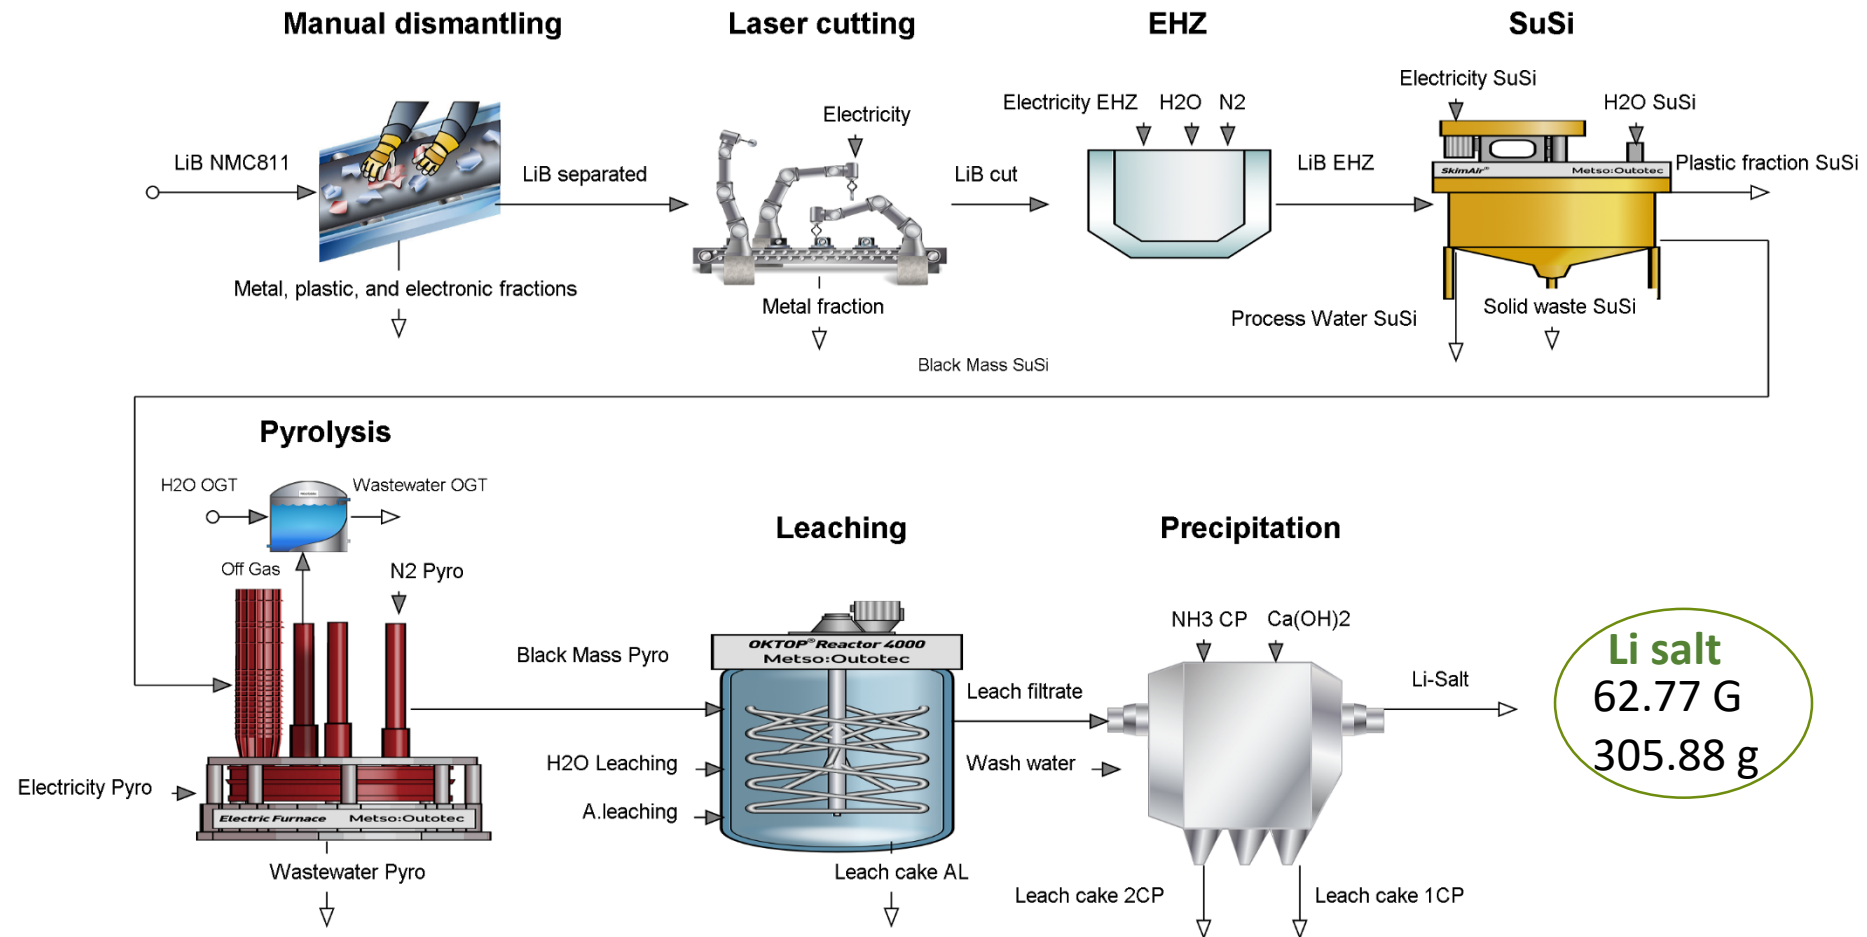 Manual dismantling
Laser cutting
EHZ
SuSi
Electricity SuSi
Electricity EHZ
H2O
N2
H2O SuSi
Electricity
LiB NMC811
LiB separated
LiB cut
LiB EHZ
SkimAir®
Metso:Outotec
Plastic fraction SuSi
Metal, plastic, and electronic fractions
Metal fraction
Process Water SuSi
Solid waste SuSi
Black Mass SuSi
Pyrolysis
H2O OGT
Wastewater OGT
Off Gas
N2 Pyro
Leaching
Precipitation
NH3 CP
Ca(OH)2
OKTOP® Reactor 4000
Metso:Outotec
Black Mass Pyro
Leach filtrate
Li-Salt
Li salt
62.77 G
305.88 g
H2O Leaching
Wash water
Electricity Pyro
A.leaching
Electric Furnace
Metso:Outotec
Wastewater Pyro
Leach cake AL
Leach cake 2CP
Leach cake 1CP